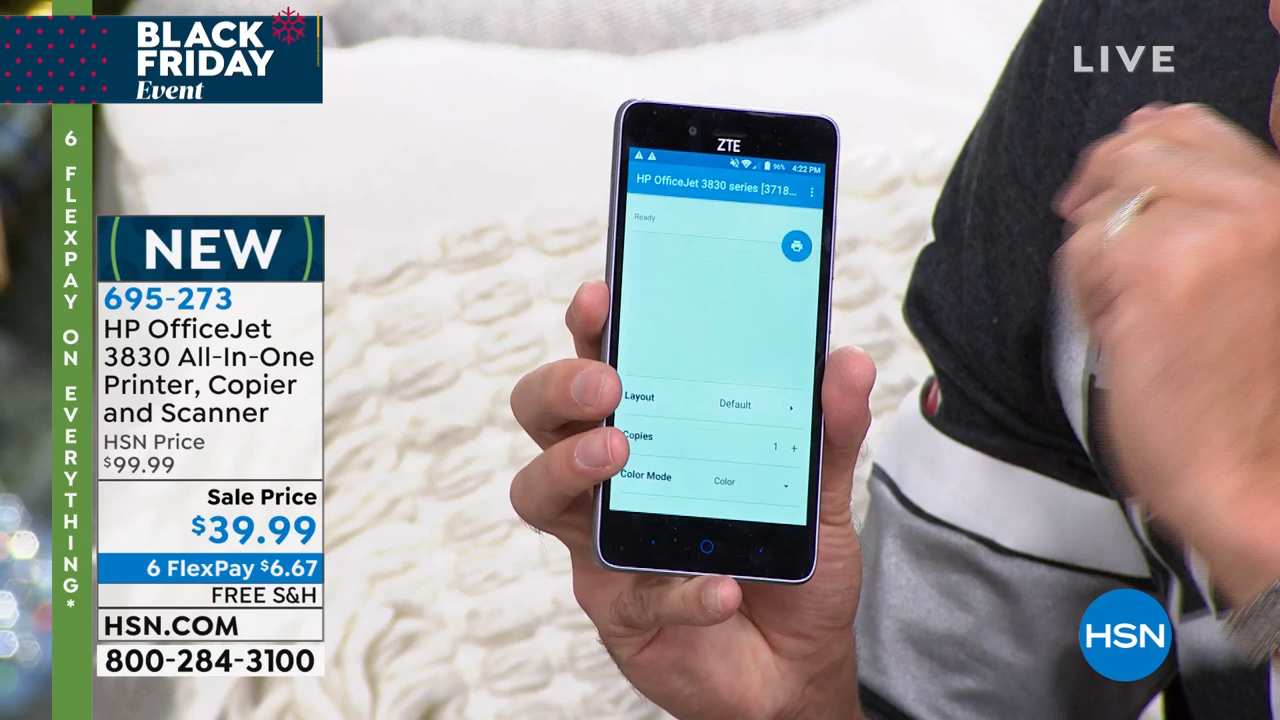 BLACK
FRIDAY
Event
LIVE
6 FLEXPAY ON EVERYTHING*
NEW
695-273
HP OfficeJet
3830 All-In-One
Printer, Copier
and Scanner
HSN Price
$99.99
Sale Price
$39.99
6 FlexPay $6.67
FREE S&H
HSN.COM
800-284-3100
ZTE
96% 4:22 PM
HP OfficeJet 3830 series [3718...
Ready
Layout Default
Copies 1 +
Color Mode Color
HSN